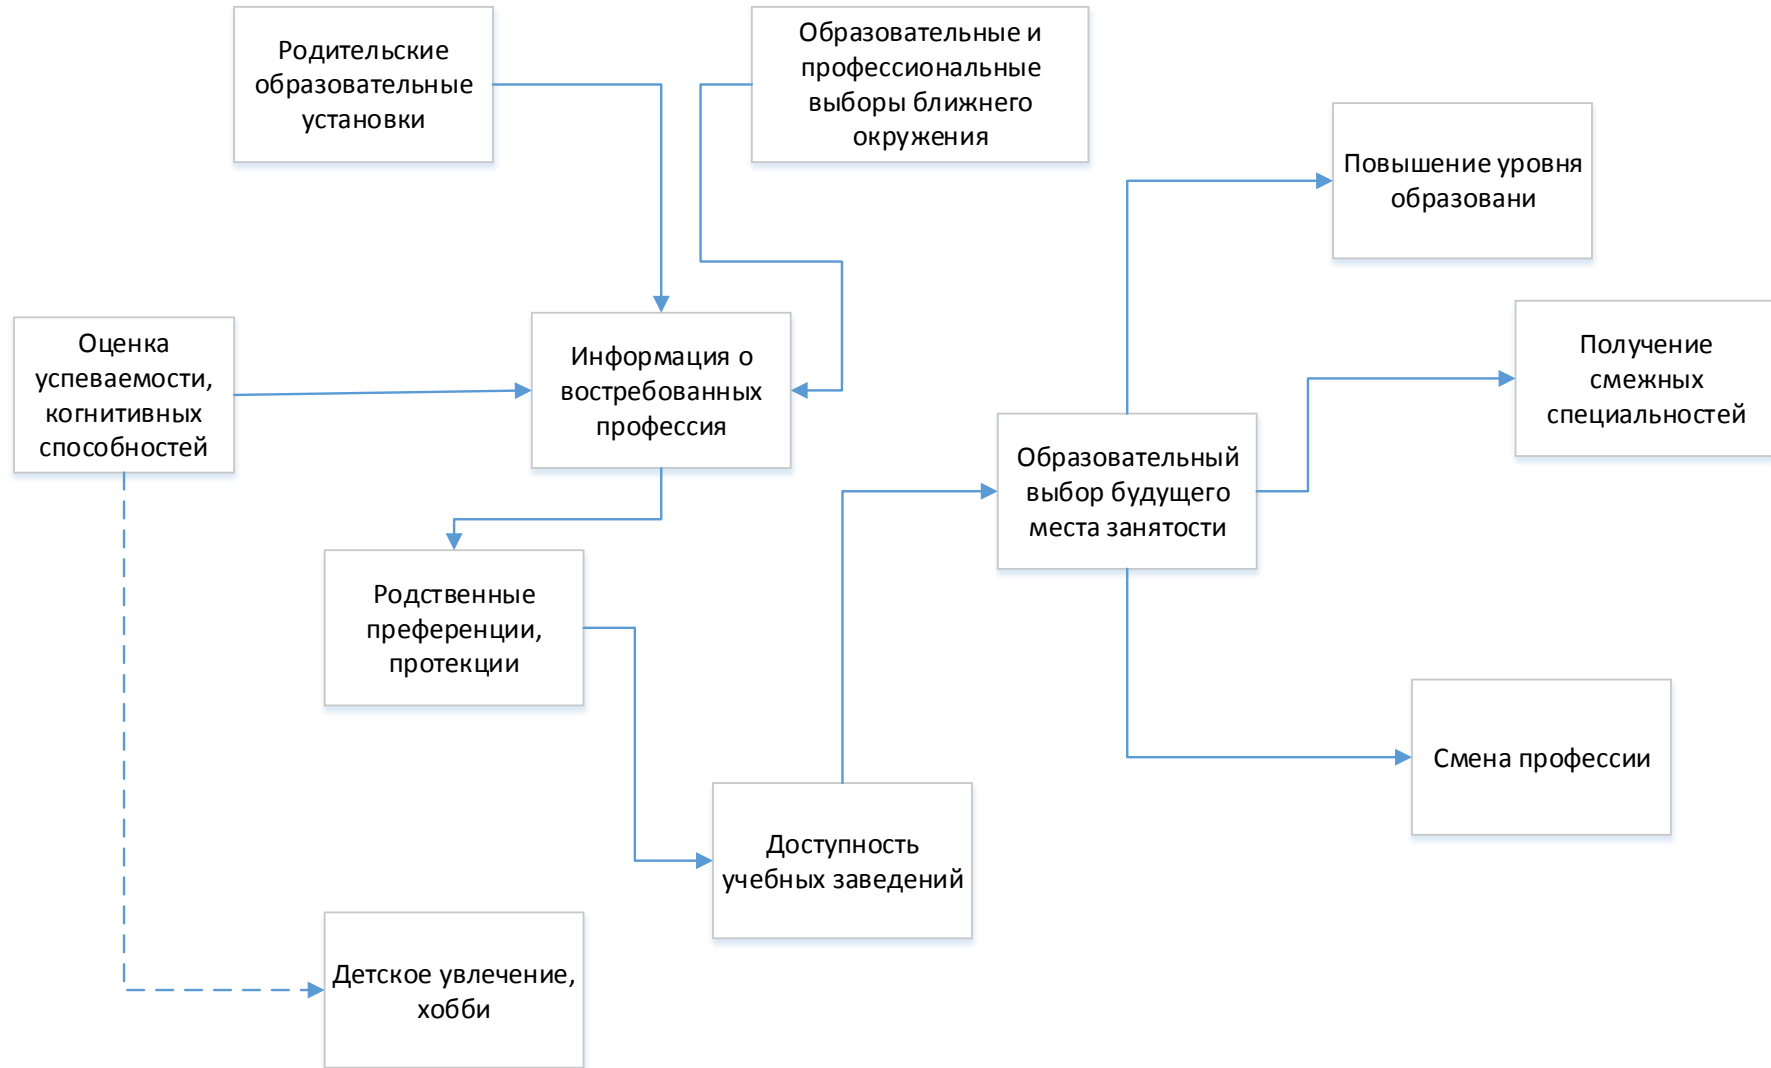 Родительские
образовательные
установки
Образовательные и
профессиональные
выборы ближнего
окружения
Повышение уровня
образовани
Оценка
успеваемости,
когнитивных
способностей
Информация о
востребованных
профессия
Получение
смежных
специальностей
Образовательный
выбор будущего
места занятости
Родственные
преференции,
протекции
Смена профессии
Доступность
учебных заведений
Детское увлечение,
хобби